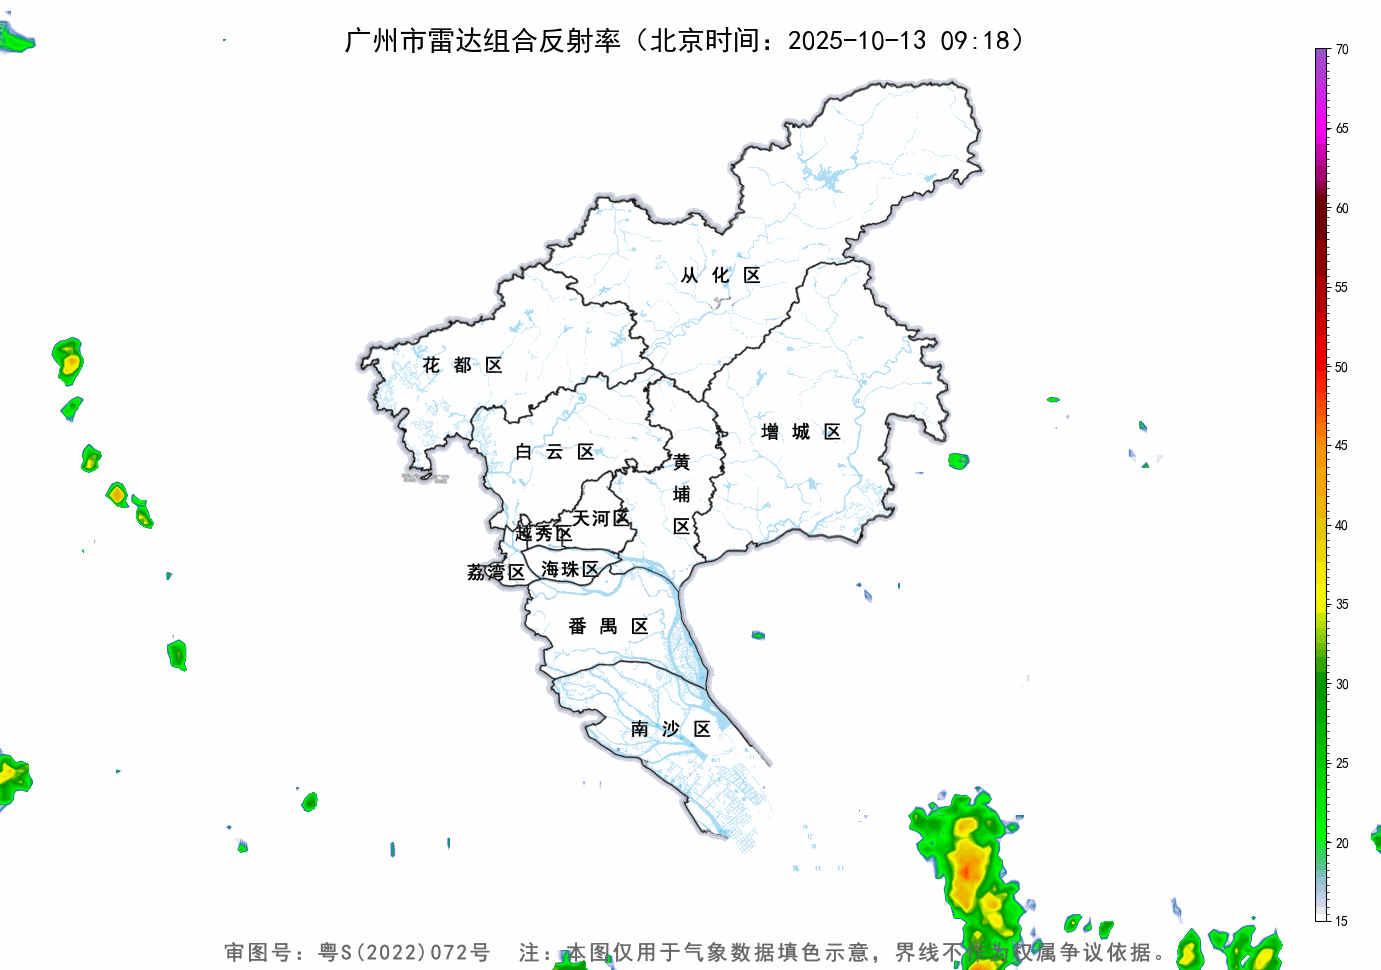 广州市雷达组合反射率（北京时间：2025-10-13 09:18）
70
65
60
55
50
45
40
35
30
25
20
15
从化区
花都区
增城区
白云区
黄埔区
天河区
越秀区
荔湾区
海珠区
番禺区
南沙区
审图号：粤S(2022)072号 注：本图仅用于气象数据填色示意，界线不作为权属争议依据。